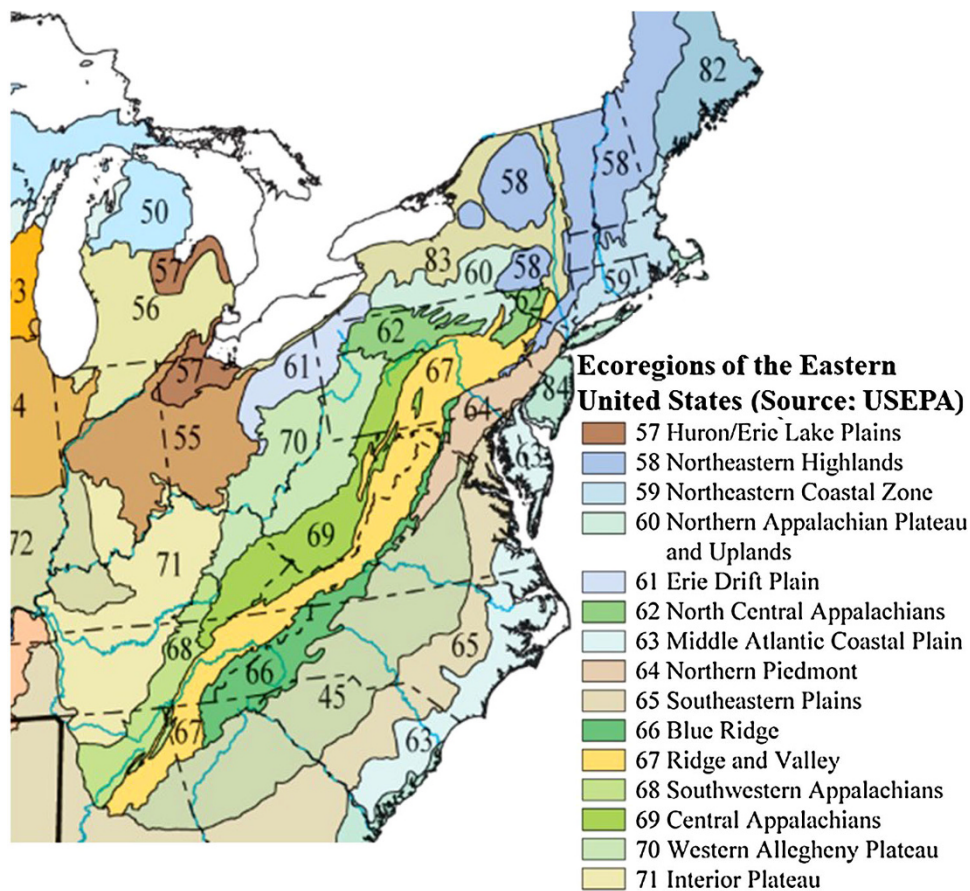 82
58
58
50
83
60
58
59
57
53
56
62
62
61
67
57
84
64
4
55
70
63
69
72
71
65
68
66
45
67
63
Ecoregions of the Eastern
United States (Source: USEPA)
57 Huron/Erie Lake Plains
58 Northeastern Highlands
59 Northeastern Coastal Zone
60 Northern Appalachian Plateau
and Uplands
61 Erie Drift Plain
62 North Central Appalachians
63 Middle Atlantic Coastal Plain
64 Northern Piedmont
65 Southeastern Plains
66 Blue Ridge
67 Ridge and Valley
68 Southwestern Appalachians
69 Central Appalachians
70 Western Allegheny Plateau
71 Interior Plateau